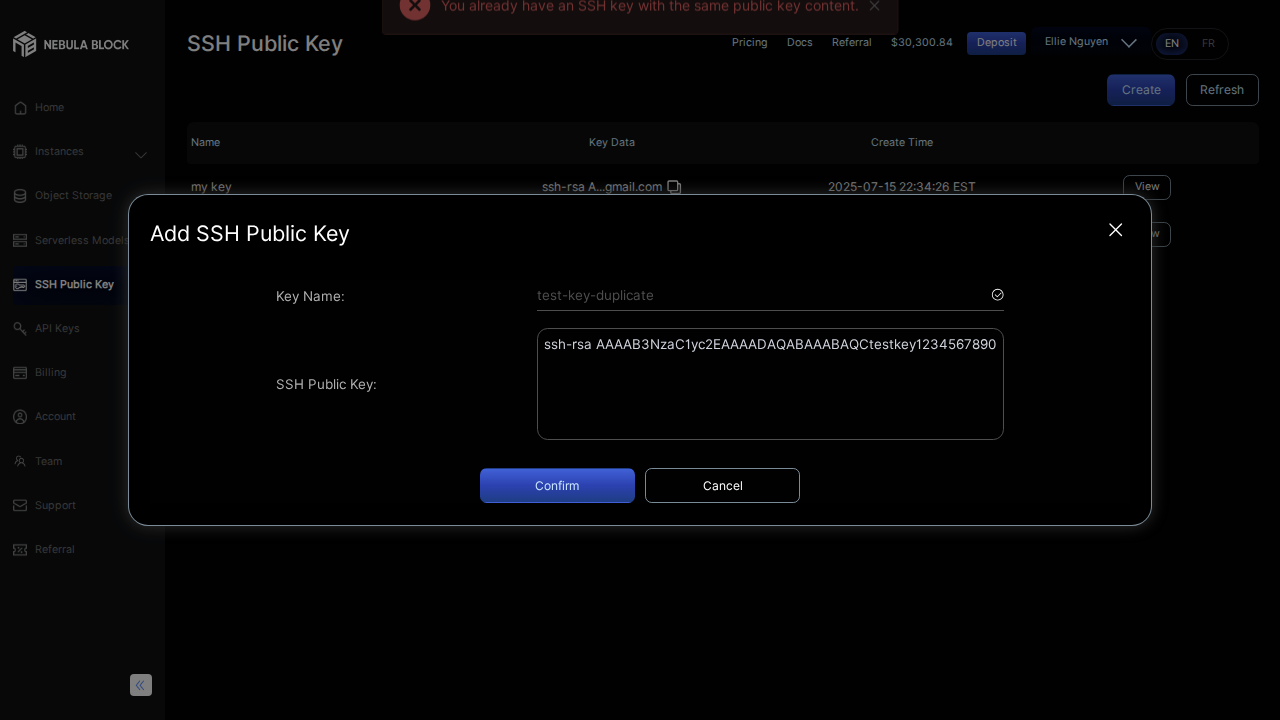 You already have an SSH key with the same public key content.
NEBULA BLOCK
SSH Public Key
Pricing
Docs
Referral
$30,300.84
Deposit
Ellie Nguyen
EN
FR
Create
Refresh
Home
Instances
Object Storage
Serverless Models
SSH Public Key
API Keys
Billing
Account
Team
Support
Referral
Name
Key Data
Create Time
my key
ssh-rsa A...gmail.com
2025-07-15 22:34:26 EST
View
Add SSH Public Key
Key Name:
test-key-duplicate
SSH Public Key:
ssh-rsa AAAAB3NzaC1yc2EAAAADAQABAAABAQCtestkey1234567890
Confirm
Cancel